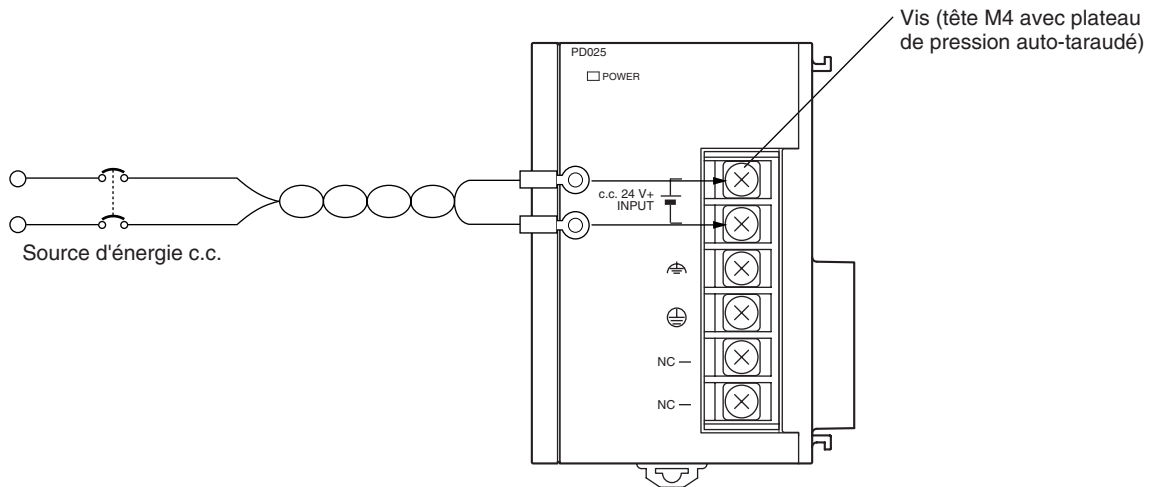 Vis (tête M4 avec plateau
de pression auto-taraudé)
PD025
POWER
c.c. 24 V+
INPUT
Source d'énergie c.c.
NC
NC